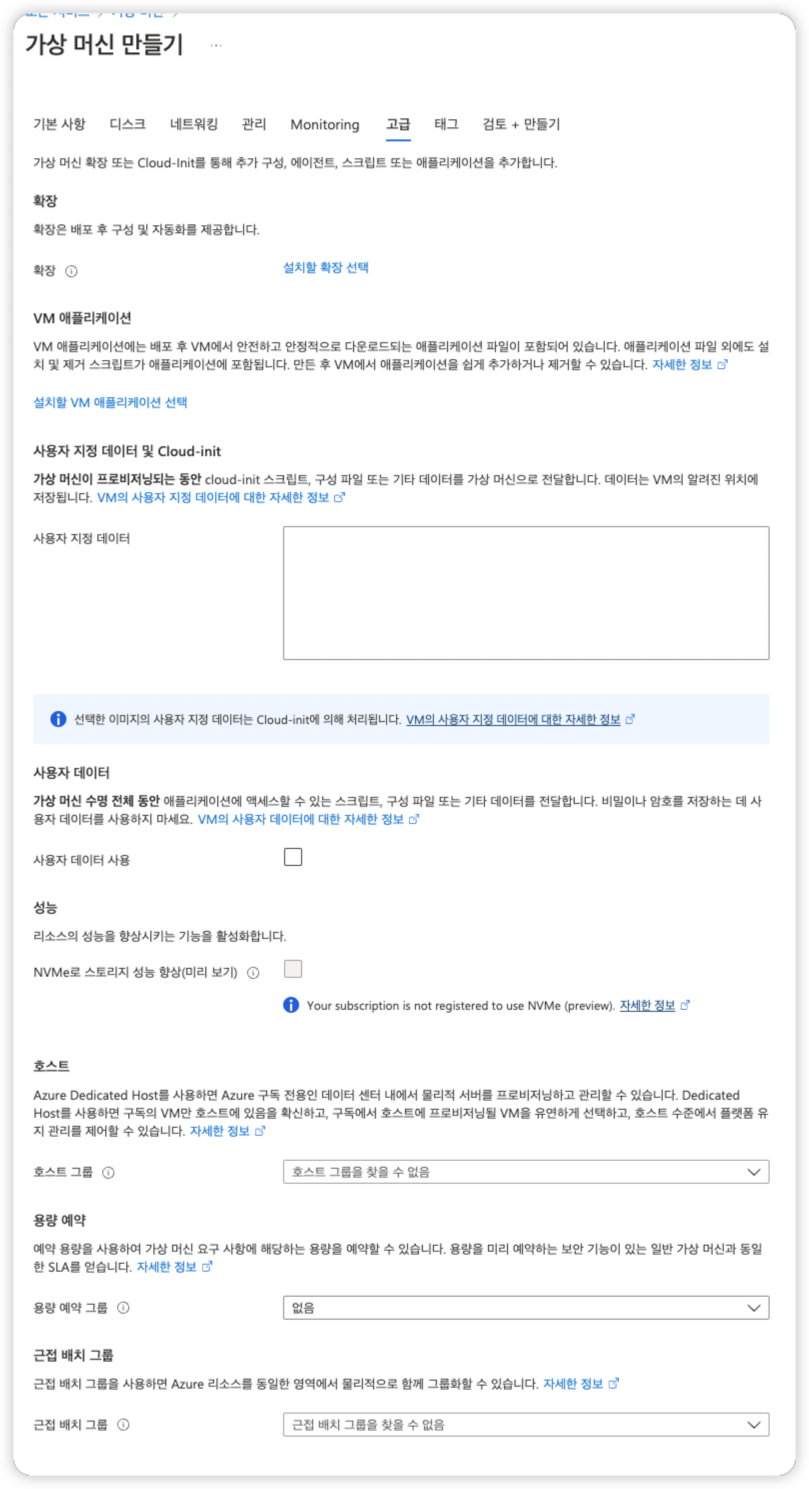 가상 머신 만들기 ...
기본 사항 디스크 네트워킹 관리 Monitoring 고급 태그 검토 + 만들기
가상 머신 확장 또는 Cloud-Init를 통해 추가 구성, 에이전트, 스크립트 또는 애플리케이션을 추가합니다.
확장
확장은 배포 후 구성 및 자동화를 제공합니다.
확장 설치할 확장 선택
VM 애플리케이션
VM 애플리케이션에는 배포 후 VM에서 안전하고 안정적으로 다운로드되는 애플리케이션 파일이 포함되어 있습니다. 애플리케이션 파일 외에도 설
치 및 제거 스크립트가 애플리케이션에 포함됩니다. 만든 후 VM에서 애플리케이션을 쉽게 추가하거나 제거할 수 있습니다. 자세한 정보
설치할 VM 애플리케이션 선택
사용자 지정 데이터 및 Cloud-init
가상 머신이 프로비저닝되는 동안 cloud-init 스크립트, 구성 파일 또는 기타 데이터를 가상 머신으로 전달합니다. 데이터는 VM의 알려진 위치에
저장됩니다. VM의 사용자 지정 데이터에 대한 자세한 정보
사용자 지정 데이터
선택한 이미지의 사용자 지정 데이터는 Cloud-init에 의해 처리됩니다. VM의 사용자 지정 데이터에 대한 자세한 정보
사용자 데이터
가상 머신 수명 전체 동안 애플리케이션에 액세스할 수 있는 스크립트, 구성 파일 또는 기타 데이터를 전달합니다. 비밀이나 암호를 저장하는 데 사
용자 데이터를 사용하지 마세요. VM의 사용자 데이터에 대한 자세한 정보
사용자 데이터 사용
성능
리소스의 성능을 향상시키는 기능을 활성화합니다.
NVMe로 스토리지 성능 향상(미리 보기)
Your subscription is not registered to use NVMe (preview). 자세한 정보
호스트
Azure Dedicated Host를 사용하면 Azure 구독 전용인 데이터 센터 내에서 물리적 서버를 프로비저닝하고 관리할 수 있습니다. Dedicated
Host를 사용하면 구독의 VM만 호스트에 있음을 확신하고, 구독에서 호스트에 프로비저닝될 VM을 유연하게 선택하고, 호스트 수준에서 플랫폼 유
지 관리를 제어할 수 있습니다. 자세한 정보
호스트 그룹 호스트 그룹을 찾을 수 없음
용량 예약
예약 용량을 사용하여 가상 머신 요구 사항에 해당하는 용량을 예약할 수 있습니다. 용량을 미리 예약하는 보안 기능이 있는 일반 가상 머신과 동일
한 SLA를 얻습니다. 자세한 정보
용량 예약 그룹 없음
근접 배치 그룹
근접 배치 그룹을 사용하면 Azure 리소스를 동일한 영역에서 물리적으로 함께 그룹화할 수 있습니다. 자세한 정보
근접 배치 그룹 근접 배치 그룹을 찾을 수 없음